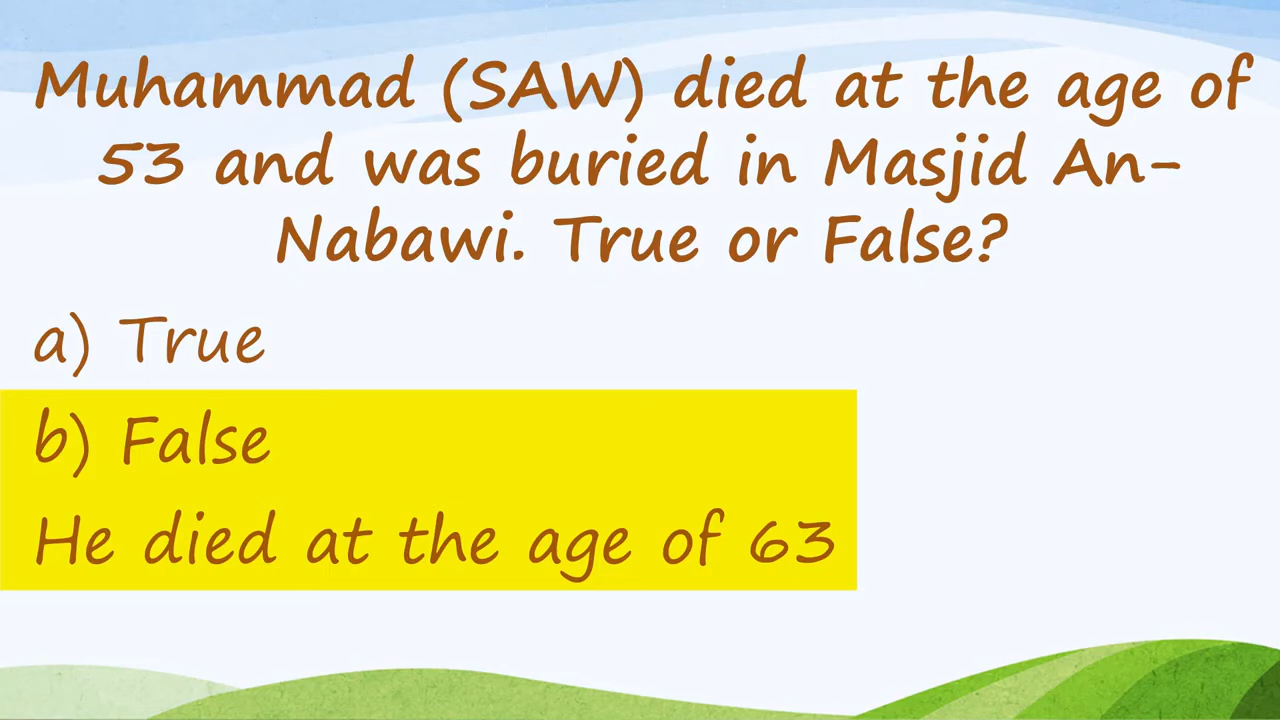 Muhammad (SAW) died at the age of
53 and was buried in Masjid An-
Nabawi. True or False?
a) True
b) False
He died at the age of 63